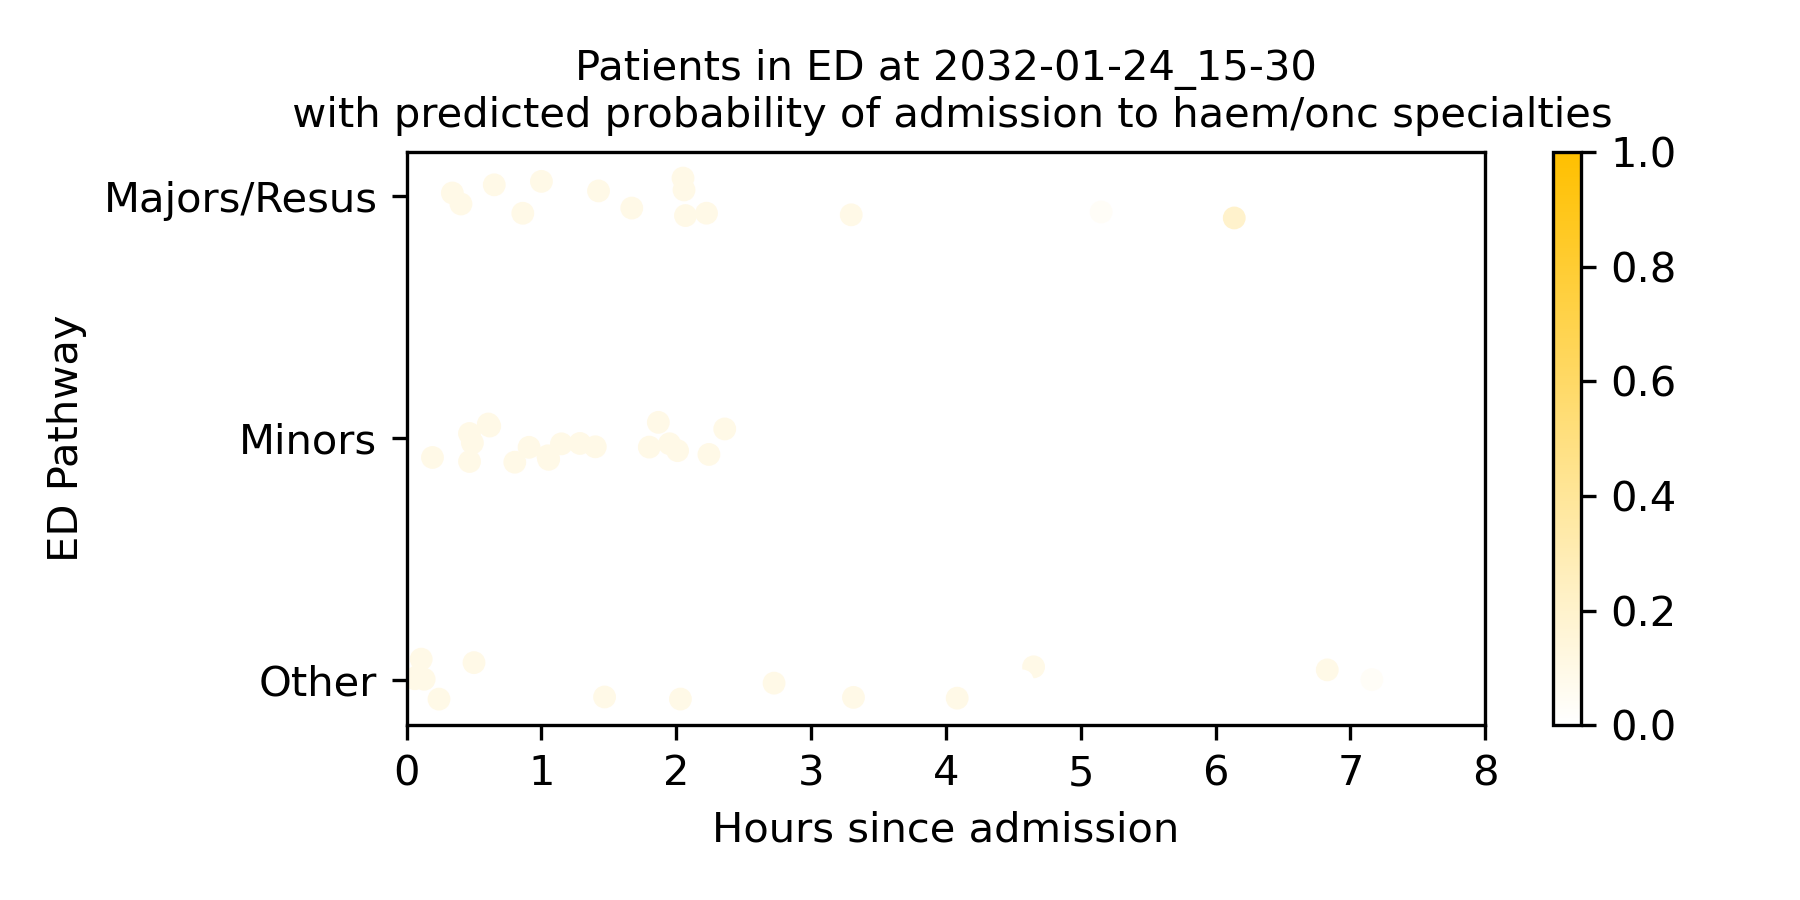 Patients in ED at 2032-01-24_15-30
with predicted probability of admission to haem/onc specialties
Majors/Resus
Minors
Other
ED Pathway
0 1 2 3 4 5 6 7 8
Hours since admission
1.0
0.8
0.6
0.4
0.2
0.0